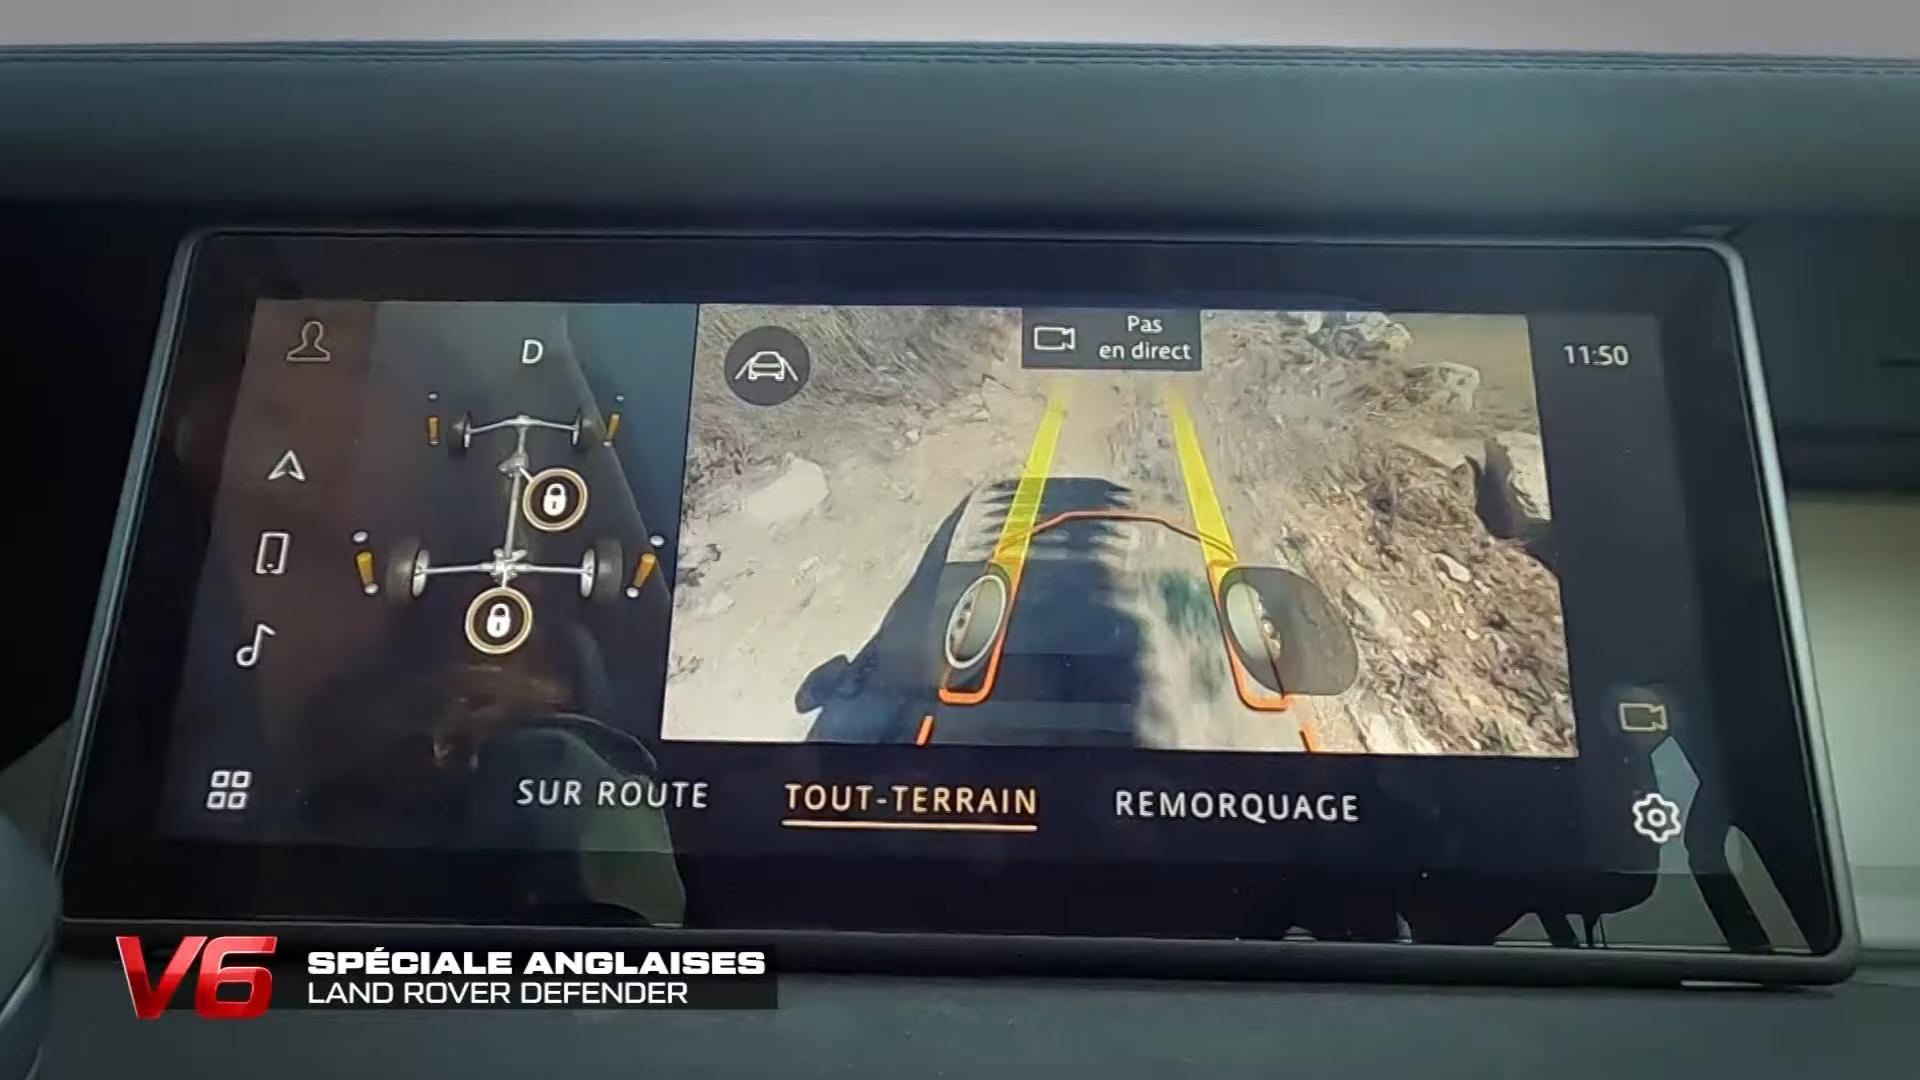 D
Pas
en direct
11:50
SUR ROUTE
TOUT-TERRAIN
REMORQUAGE
V6
SPÉCIALE ANGLAISES
LAND ROVER DEFENDER